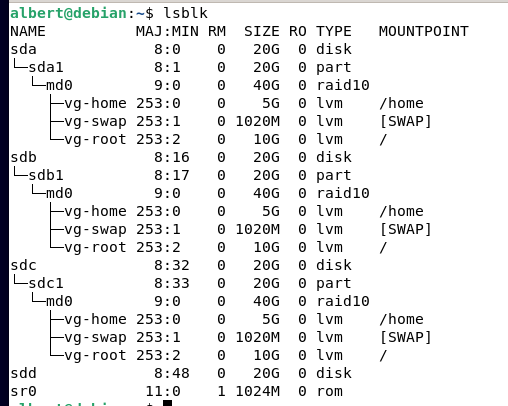 albert@debian:~$ lsblk
NAME          MAJ:MIN RM  SIZE RO TYPE   MOUNTPOINT
sda             8:0    0   20G  0 disk
└─sda1          8:1    0   20G  0 part
  └─md0         9:0    0   40G  0 raid10
    ├─vg-home 253:0    0    5G  0 lvm    /home
    ├─vg-swap 253:1    0 1020M  0 lvm    [SWAP]
    └─vg-root 253:2    0   10G  0 lvm    /
sdb             8:16   0   20G  0 disk
└─sdb1          8:17   0   20G  0 part
  └─md0         9:0    0   40G  0 raid10
    ├─vg-home 253:0    0    5G  0 lvm    /home
    ├─vg-swap 253:1    0 1020M  0 lvm    [SWAP]
    └─vg-root 253:2    0   10G  0 lvm    /
sdc             8:32   0   20G  0 disk
└─sdc1          8:33   0   20G  0 part
  └─md0         9:0    0   40G  0 raid10
    ├─vg-home 253:0    0    5G  0 lvm    /home
    ├─vg-swap 253:1    0 1020M  0 lvm    [SWAP]
    └─vg-root 253:2    0   10G  0 lvm    /
sdd             8:48   0   20G  0 disk
sr0            11:0    1 1024M  0 rom